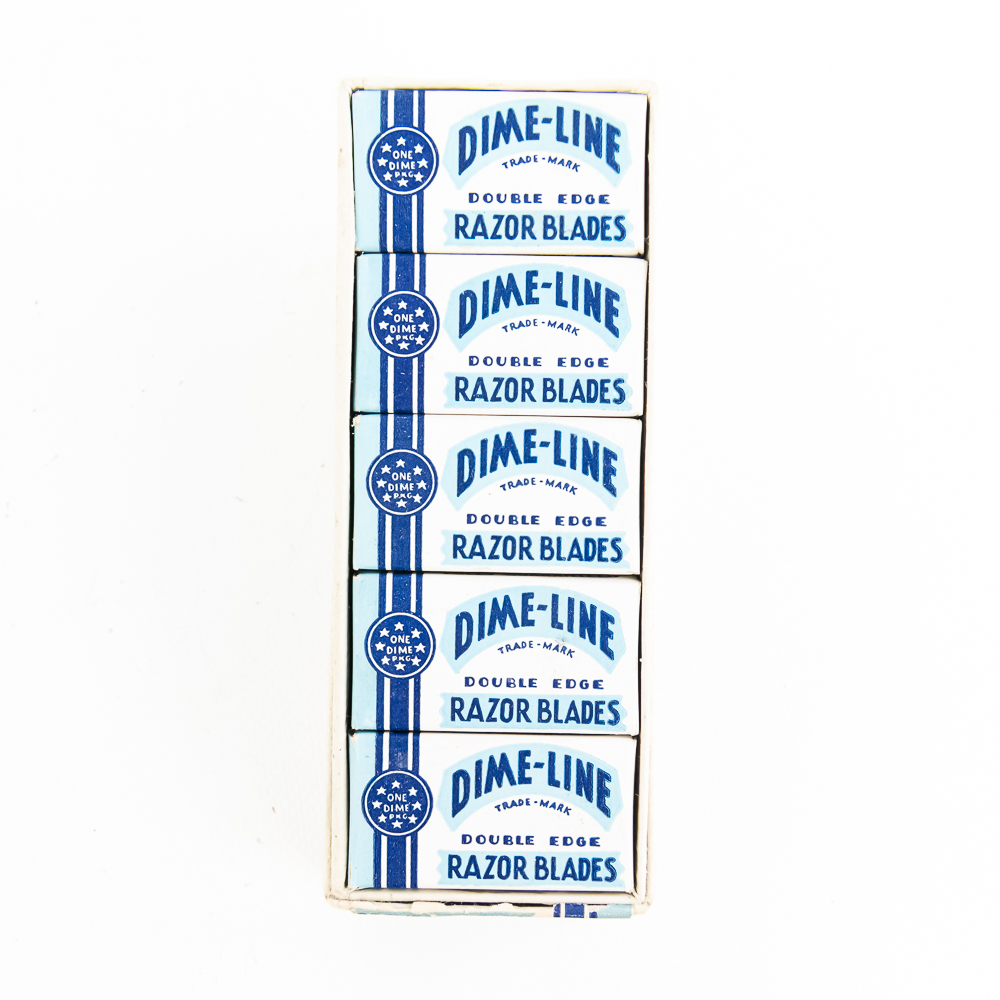 ONE
DIME
PKG
DIME-LINE
TRADE-MARK
DOUBLE EDGE
RAZOR BLADES
ONE
DIME
PKG
DIME-LINE
TRADE-MARK
DOUBLE EDGE
RAZOR BLADES
ONE
DIME
PKG
DIME-LINE
TRADE-MARK
DOUBLE EDGE
RAZOR BLADES
ONE
DIME
PKG
DIME-LINE
TRADE-MARK
DOUBLE EDGE
RAZOR BLADES
ONE
DIME
PKG
DIME-LINE
TRADE-MARK
DOUBLE EDGE
RAZOR BLADES